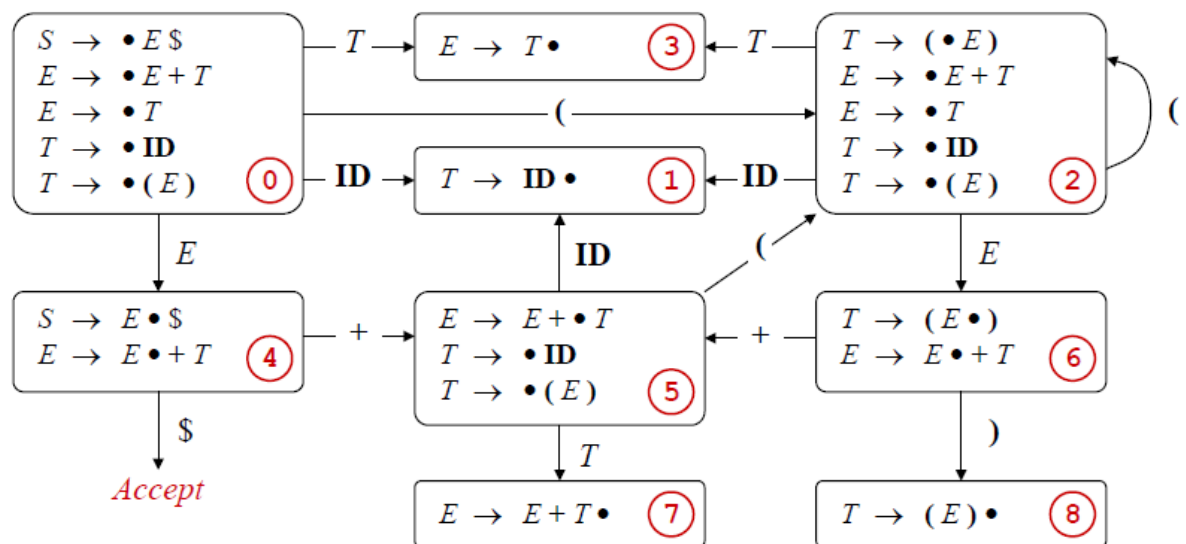 S → • E $
E → • E + T
E → • T
T → • ID
T → • ( E )
0
T
E → T •
3
T
T → ( • E )
E → • E + T
E → • T
T → • ID
T → • ( E )
2
(
(
ID
T → ID •
1
ID
E
ID
(
E
S → E • $
E → E • + T
4
+
E → E + • T
T → • ID
T → • ( E )
5
+
T → ( E • )
E → E • + T
6
$
T
)
Accept
E → E + T •
7
T → ( E ) •
8